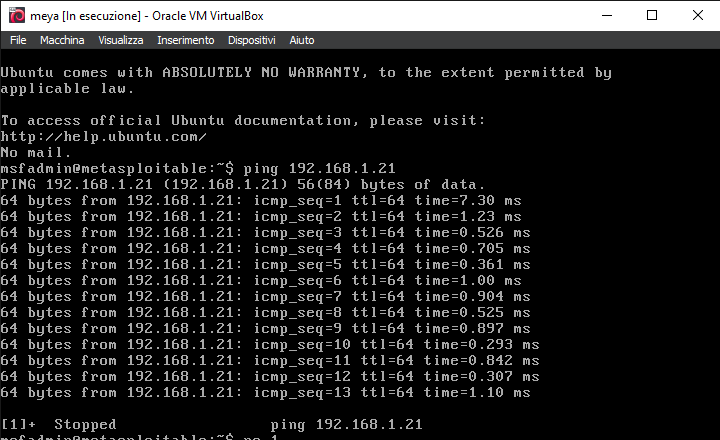 meya [In esecuzione] - Oracle VM VirtualBox
File Macchina Visualizza Inserimento Dispositivi Aiuto
Ubuntu comes with ABSOLUTELY NO WARRANTY, to the extent permitted by
applicable law.
To access official Ubuntu documentation, please visit:
http://help.ubuntu.com/
No mail.
msfadmin@metasploitable:~$ ping 192.168.1.21
PING 192.168.1.21 (192.168.1.21) 56(84) bytes of data.
64 bytes from 192.168.1.21: icmp_seq=1 ttl=64 time=7.30 ms
64 bytes from 192.168.1.21: icmp_seq=2 ttl=64 time=1.23 ms
64 bytes from 192.168.1.21: icmp_seq=3 ttl=64 time=0.526 ms
64 bytes from 192.168.1.21: icmp_seq=4 ttl=64 time=0.705 ms
64 bytes from 192.168.1.21: icmp_seq=5 ttl=64 time=0.361 ms
64 bytes from 192.168.1.21: icmp_seq=6 ttl=64 time=1.00 ms
64 bytes from 192.168.1.21: icmp_seq=7 ttl=64 time=0.904 ms
64 bytes from 192.168.1.21: icmp_seq=8 ttl=64 time=0.525 ms
64 bytes from 192.168.1.21: icmp_seq=9 ttl=64 time=0.897 ms
64 bytes from 192.168.1.21: icmp_seq=10 ttl=64 time=0.293 ms
64 bytes from 192.168.1.21: icmp_seq=11 ttl=64 time=0.842 ms
64 bytes from 192.168.1.21: icmp_seq=12 ttl=64 time=0.307 ms
64 bytes from 192.168.1.21: icmp_seq=13 ttl=64 time=1.10 ms
[1]+ Stopped ping 192.168.1.21
msfadmin@metasploitable:~$